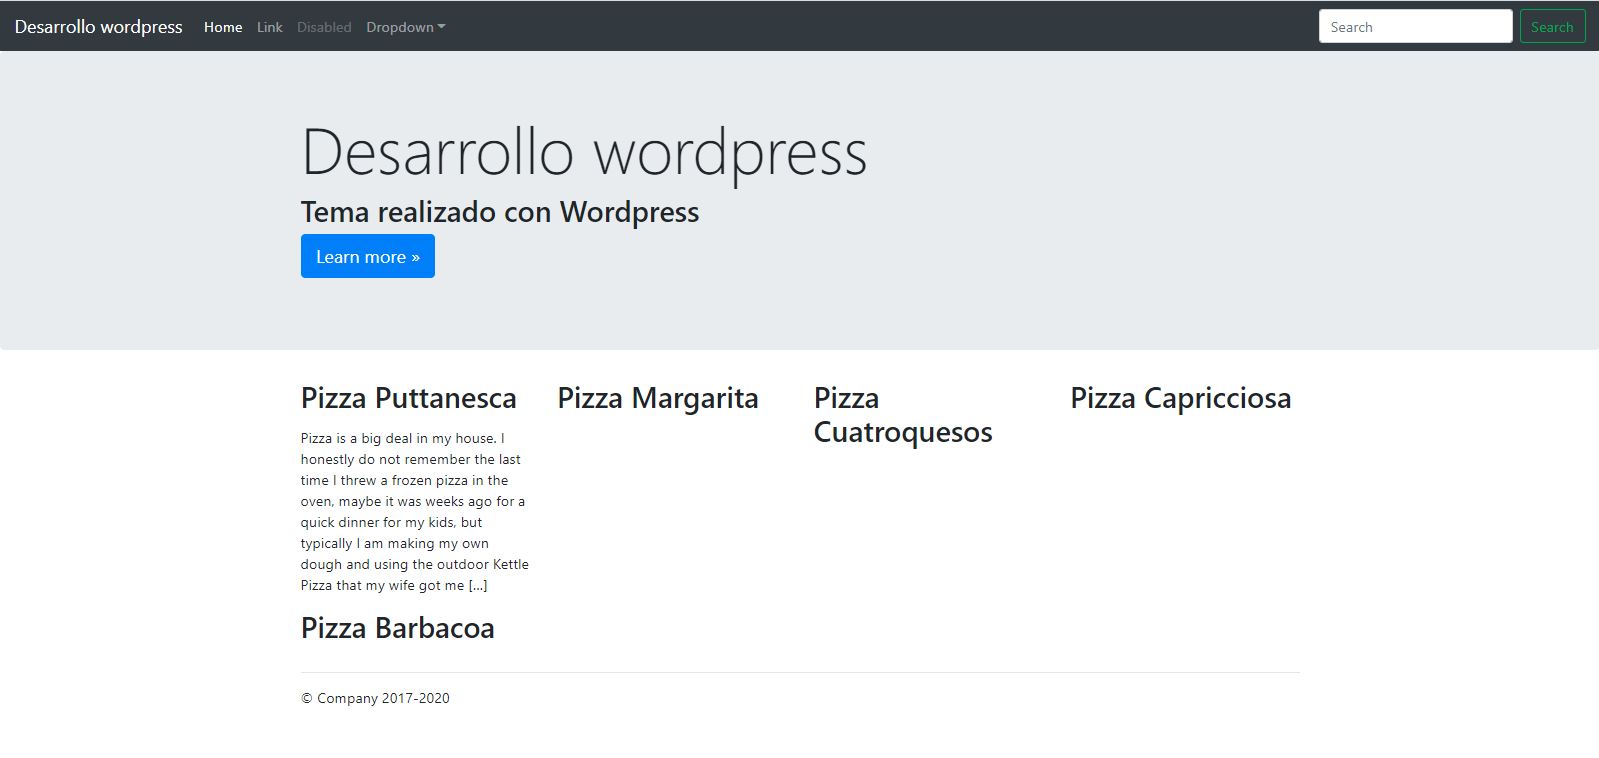 Desarrollo wordpress Home Link Disabled Dropdown Search Search
Desarrollo wordpress
Tema realizado con Wordpress
Learn more »
Pizza Puttanesca
Pizza is a big deal in my house. I
honestly do not remember the last
time I threw a frozen pizza in the
oven, maybe it was weeks ago for a
quick dinner for my kids, but
typically I am making my own
dough and using the outdoor Kettle
Pizza that my wife got me [...]
Pizza Margarita
Pizza
Cuatroquesos
Pizza Capricciosa
Pizza Barbacoa
© Company 2017-2020